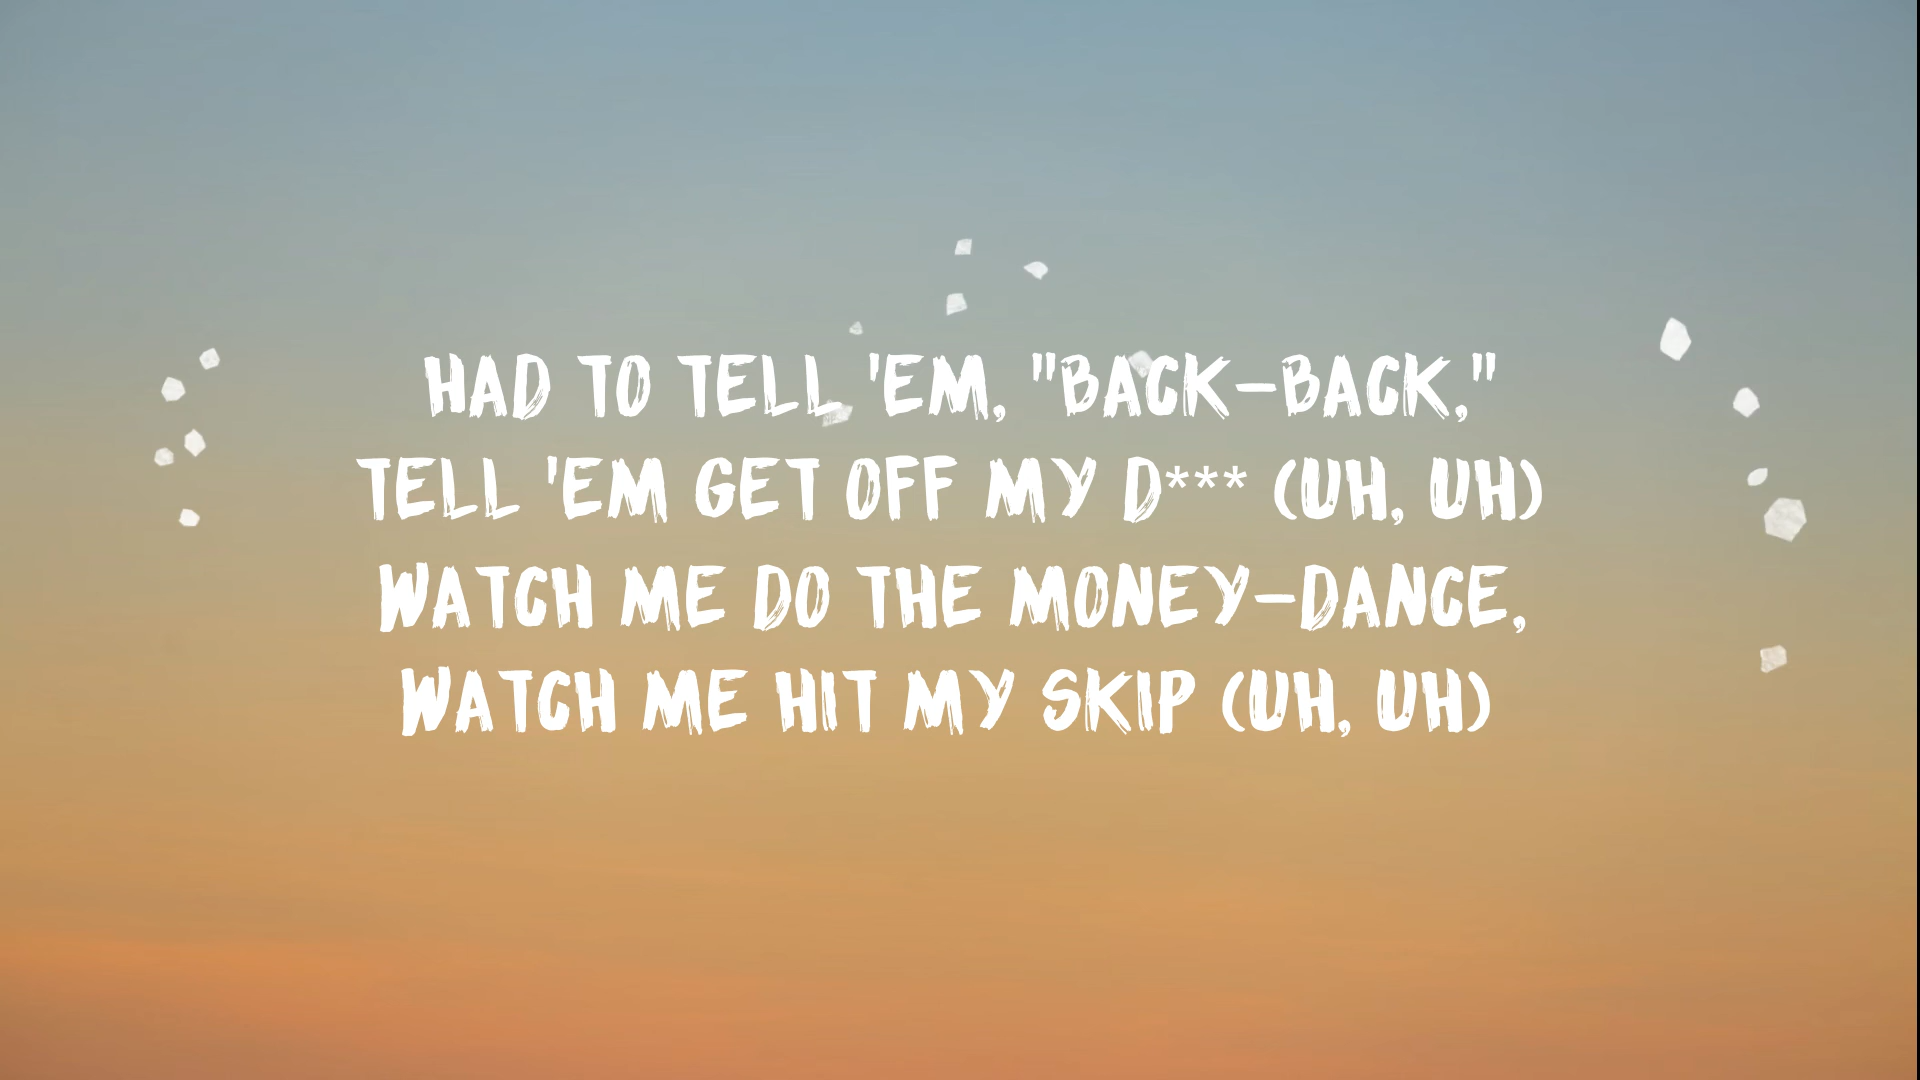 HAD TO TELL 'EM, "BACK-BACK,"
TELL 'EM GET OFF MY D*** (UH, UH)
WATCH ME DO THE MONEY-DANCE,
WATCH ME HIT MY SKIP (UH, UH)